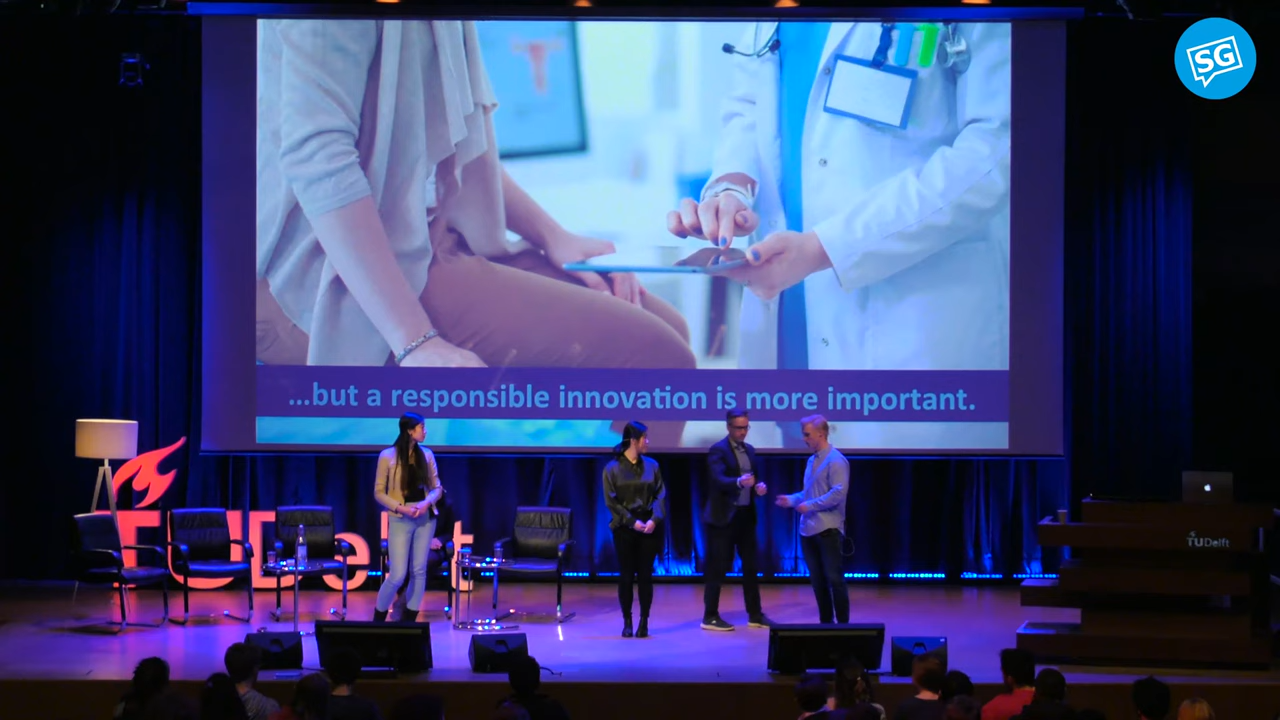 SG
...but a responsible innovation is more important.
TUDelft
TUDelft